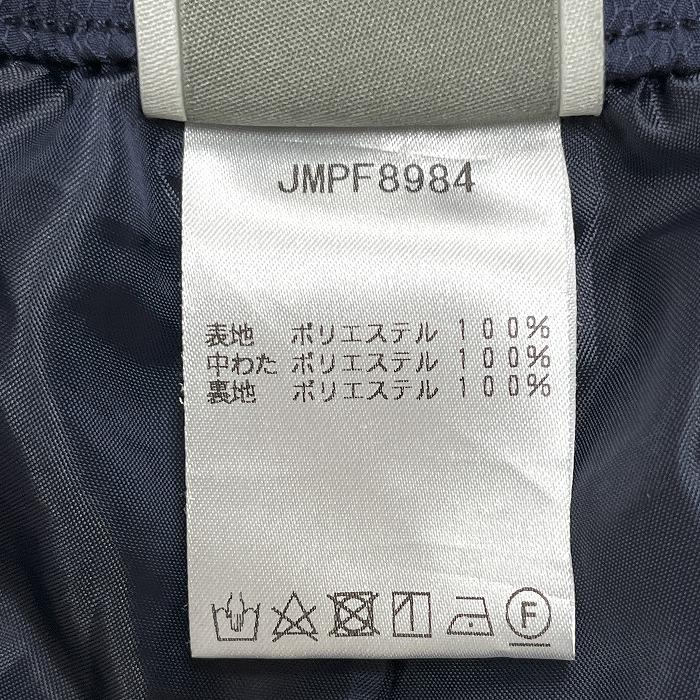 JMPF8984
表地 ポリエステル 100%
中わた ポリエステル 100%
裏地 ポリエステル 100%
F